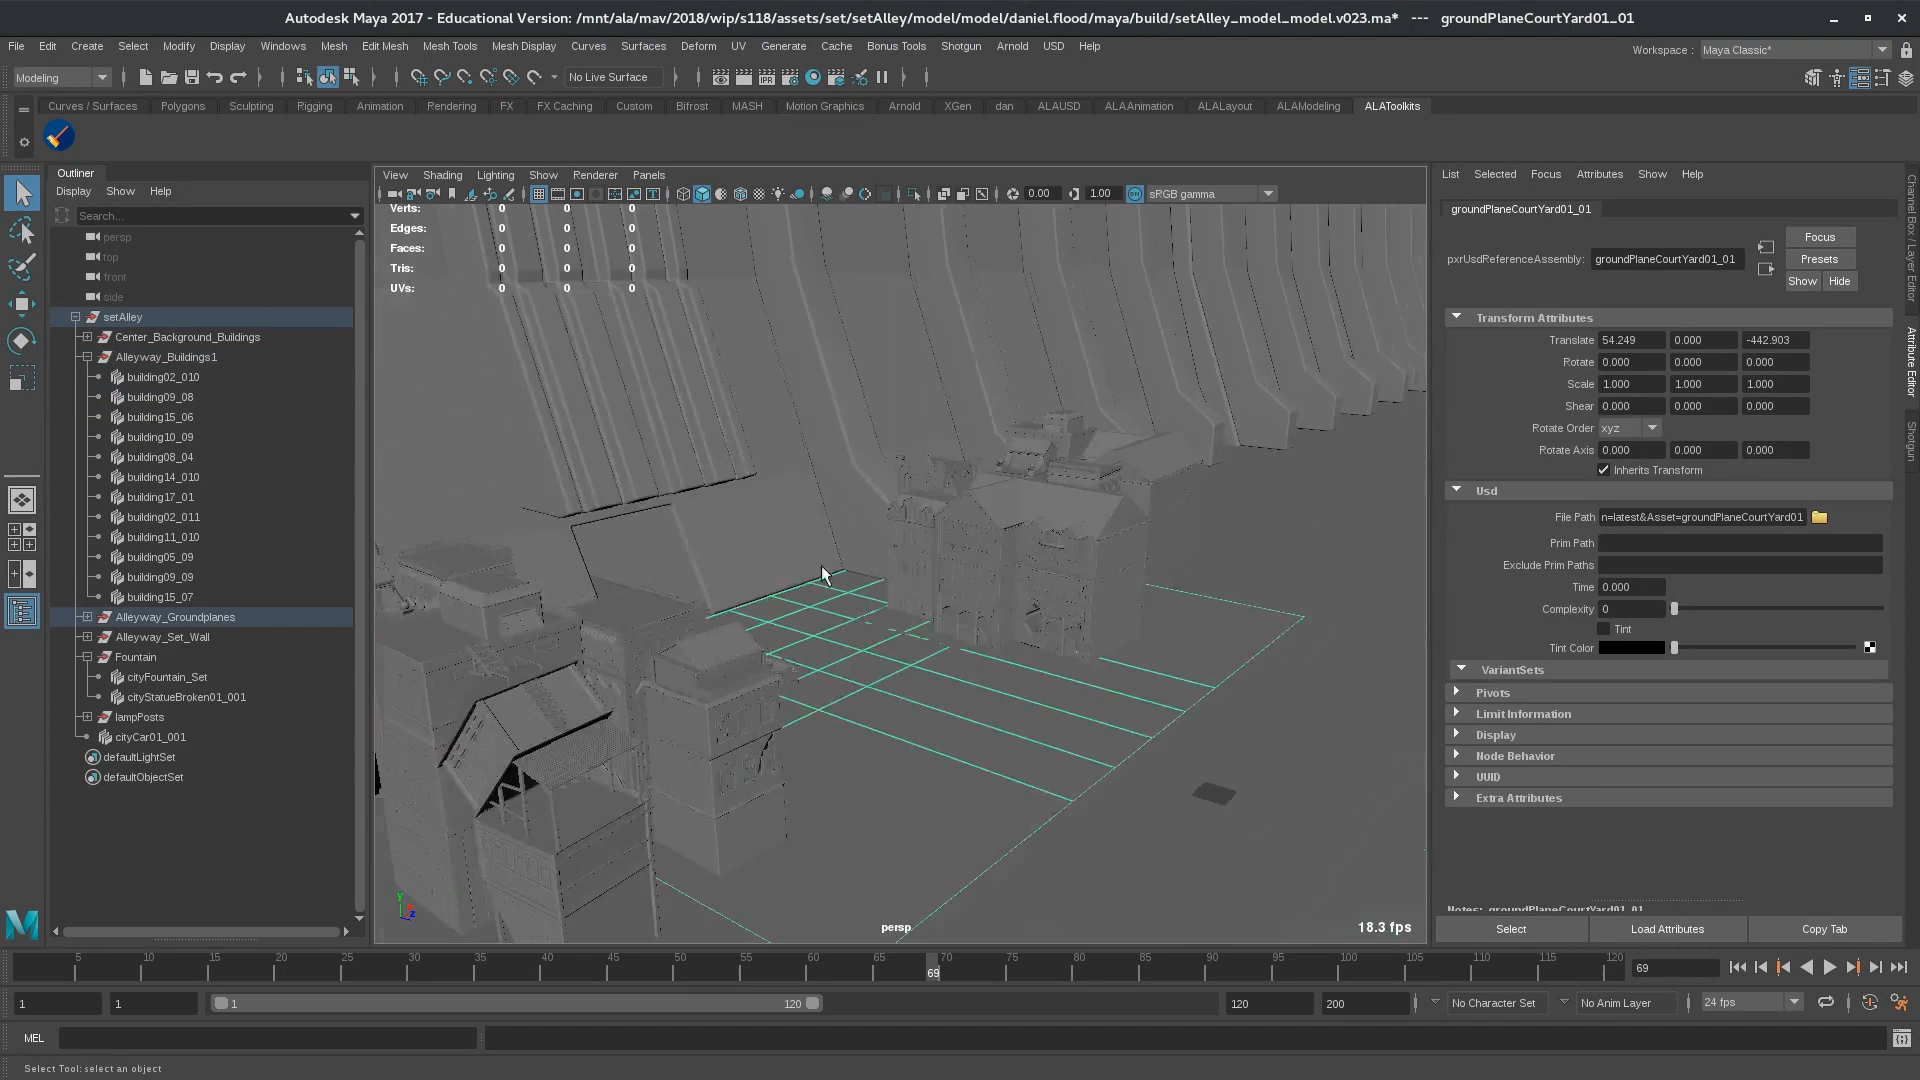 Autodesk Maya 2017 - Educational Version: /mnt/ala/mav/2018/wip/s118/assets/set/setAlley/model/model/daniel.flood/maya/build/setAlley_model_model.v023.ma* --- groundPlaneCourtYard01_01
File Edit Create Select Modify Display Windows Mesh Edit Mesh Mesh Tools Mesh Display Curves Surfaces Deform UV Generate Cache Bonus Tools Shotgun Arnold USD Help
Workspace : Maya Classic*
Modeling No Live Surface IPR
Curves / Surfaces Polygons Sculpting Rigging Animation Rendering FX FX Caching Custom Bifrost MASH Motion Graphics Arnold XGen dan ALAUSD ALAAnimation ALALayout ALAModeling ALAToolkits
Outliner
Display Show Help
Search...
persp
top
front
side
setAlley
Center_Background_Buildings
Alleyway_Buildings1
building02_010
building09_08
building15_06
building10_09
building08_04
building14_010
building17_01
building02_011
building11_010
building05_09
building09_09
building15_07
Alleyway_Groundplanes
Alleyway_Set_Wall
Fountain
cityFountain_Set
cityStatueBroken01_001
lampPosts
cityCar01_001
defaultLightSet
defaultObjectSet
View Shading Lighting Show Renderer Panels
0.00 1.00 ON sRGB gamma
Verts: 0 0 0
Edges: 0 0 0
Faces: 0 0 0
Tris: 0 0 0
UVs: 0 0 0
y
z
persp
18.3 fps
List Selected Focus Attributes Show Help
groundPlaneCourtYard01_01
pxrUsdReferenceAssembly: groundPlaneCourtYard01_01
Focus
Presets
Show Hide
Transform Attributes
Translate 54.249 0.000 -442.903
Rotate 0.000 0.000 0.000
Scale 1.000 1.000 1.000
Shear 0.000 0.000 0.000
Rotate Order xyz
Rotate Axis 0.000 0.000 0.000
Inherits Transform
Usd
File Path n=latest&Asset=groundPlaneCourtYard01
Prim Path
Exclude Prim Paths
Time 0.000
Complexity 0
Tint
Tint Color
VariantSets
Pivots
Limit Information
Display
Node Behavior
UUID
Extra Attributes
Notes: groundPlaneCourtYard01_01
Select Load Attributes Copy Tab
Channel Box / Layer Editor
Attribute Editor
Shotgun
5 10 15 20 25 30 35 40 45 50 55 60 65 70 75 80 85 90 95 100 105 110 115 120
69 69
1 1 1 120 120 200 No Character Set No Anim Layer 24 fps
MEL
Select Tool: select an object